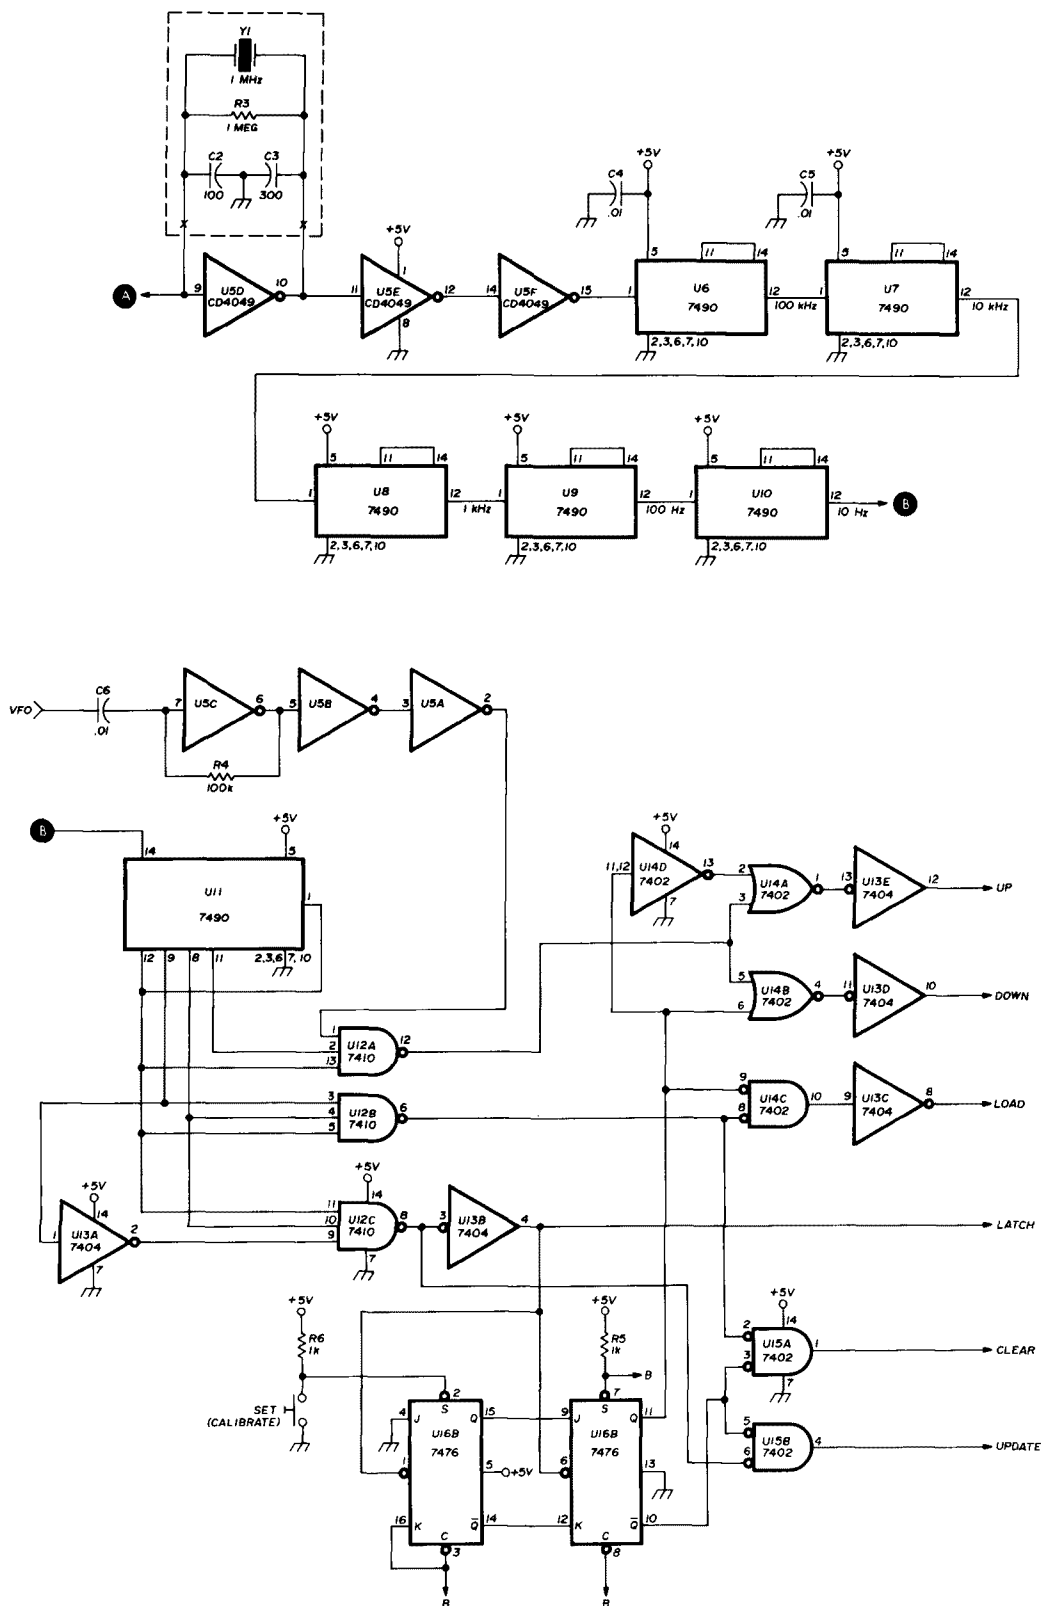 Y1
1 MHz
R3
1 MEG
C2 C3
100 300
A
9 U5D 10
CD4049
+5V
1
11 U5E 12
CD4049
8
14 U5F 15
CD4049
+5V
C4
.01
5 11 14
1 U6 12
7490
2,3,6,7,10
100 kHz
+5V
C5
.01
5 11 14
1 U7 12
7490
2,3,6,7,10
10 kHz
+5V
5 11 14
1 U8 12
7490
2,3,6,7,10
1 kHz
+5V
5 11 14
1 U9 12
7490
2,3,6,7,10
100 Hz
+5V
5 11 14
1 U10 12
7490
2,3,6,7,10
10 Hz
B
VFO
C6
.01
7 U5C 6
R4
100k
5 U5B 4
3 U5A 2
B
+5V
14 5
U11
7490
1
12 9 8 11 2,3,6,7,10
+5V
14
11,12 U14D 13
7402
7
2 U14A 1
3 7402
13 U13E 12
7404
UP
5 U14B 4
6 7402
11 U13D 10
7404
DOWN
1
2 U12A 12
13 7410
3
4 U12B 6
5 7410
9 U14C 10
8 7402
9 U13C 8
7404
LOAD
+5V
14
1 U13A 2
7404
7
+5V
14
11
10 U12C 8
9 7410
7
3 U13B 4
7404
LATCH
+5V
R6
1k
SET
(CALIBRATE)
+5V
R5
1k
B
2
S
4 J Q 15
U16B
7476
1 5 +5V
16 K Q 14
C
3
B
7
S
9 J Q 11
U16B
7476
6 13
12 K Q 10
C
8
B
+5V
14
2 U15A 1
3 7402
7
CLEAR
5 U15B 4
6 7402
UPDATE